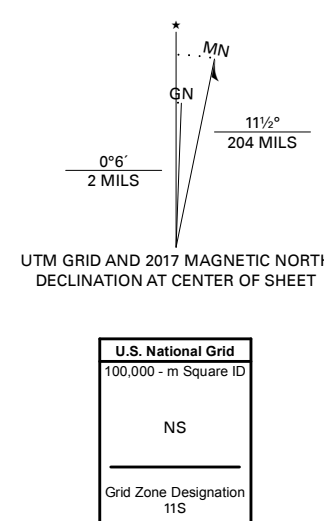 ★
MN
GN
11½°
204 MILS
0°6´
2 MILS
UTM GRID AND 2017 MAGNETIC NORTH
DECLINATION AT CENTER OF SHEET
U.S. National Grid
100,000 - m Square ID
NS
Grid Zone Designation
11S